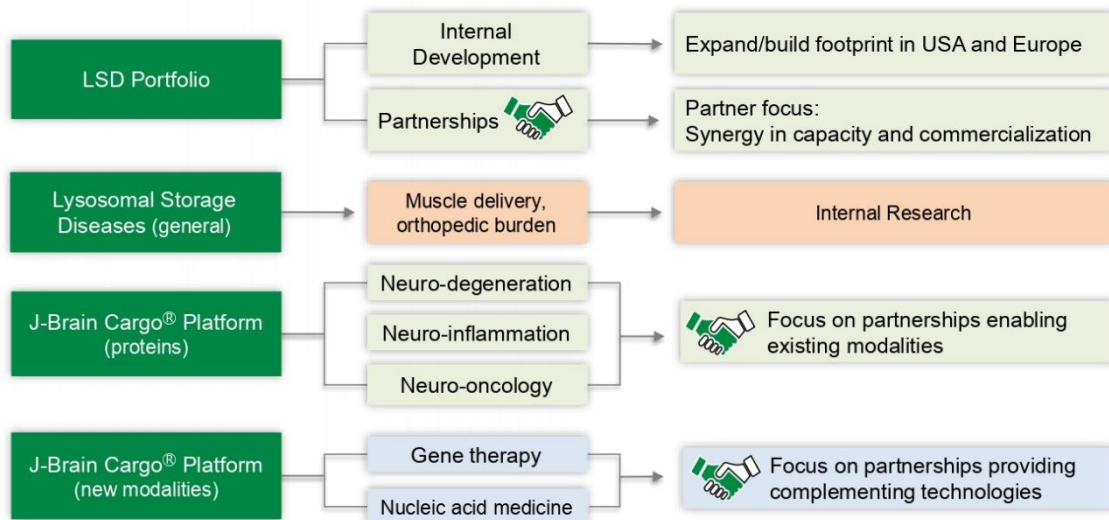 LSD Portfolio
Internal
Development
Expand/build footprint in USA and Europe
Partnerships
Partner focus:
Synergy in capacity and commercialization
Lysosomal Storage
Diseases (general)
Muscle delivery,
orthopedic burden
Internal Research
J-Brain Cargo® Platform
(proteins)
Neuro-degeneration
Neuro-inflammation
Neuro-oncology
Focus on partnerships enabling
existing modalities
J-Brain Cargo® Platform
(new modalities)
Gene therapy
Nucleic acid medicine
Focus on partnerships providing
complementing technologies